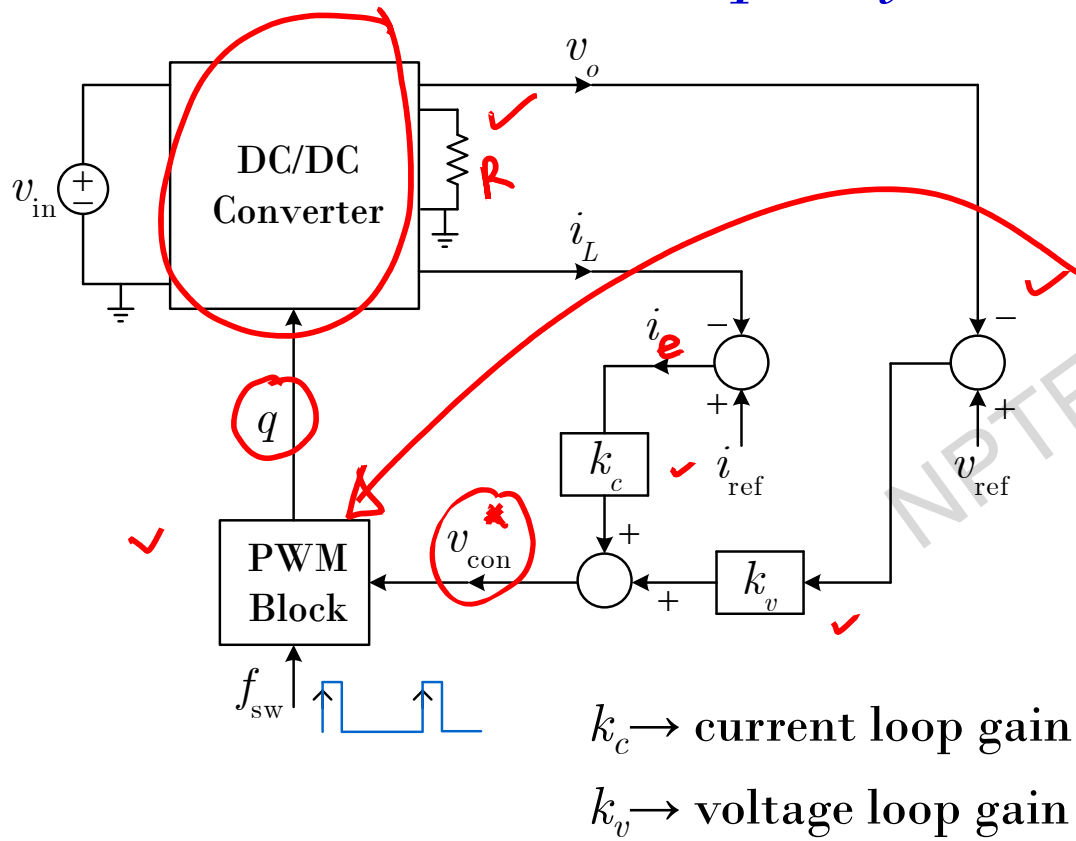 v_o
DC/DC
Converter
v_in
+
−
R
i_L
−
i_e
−
+
+
q
k_c
i_ref
v_ref
NPTE
+
PWM
Block
v_con
*
+
k_v
f_sw
k_c → current loop gain
k_v → voltage loop gain